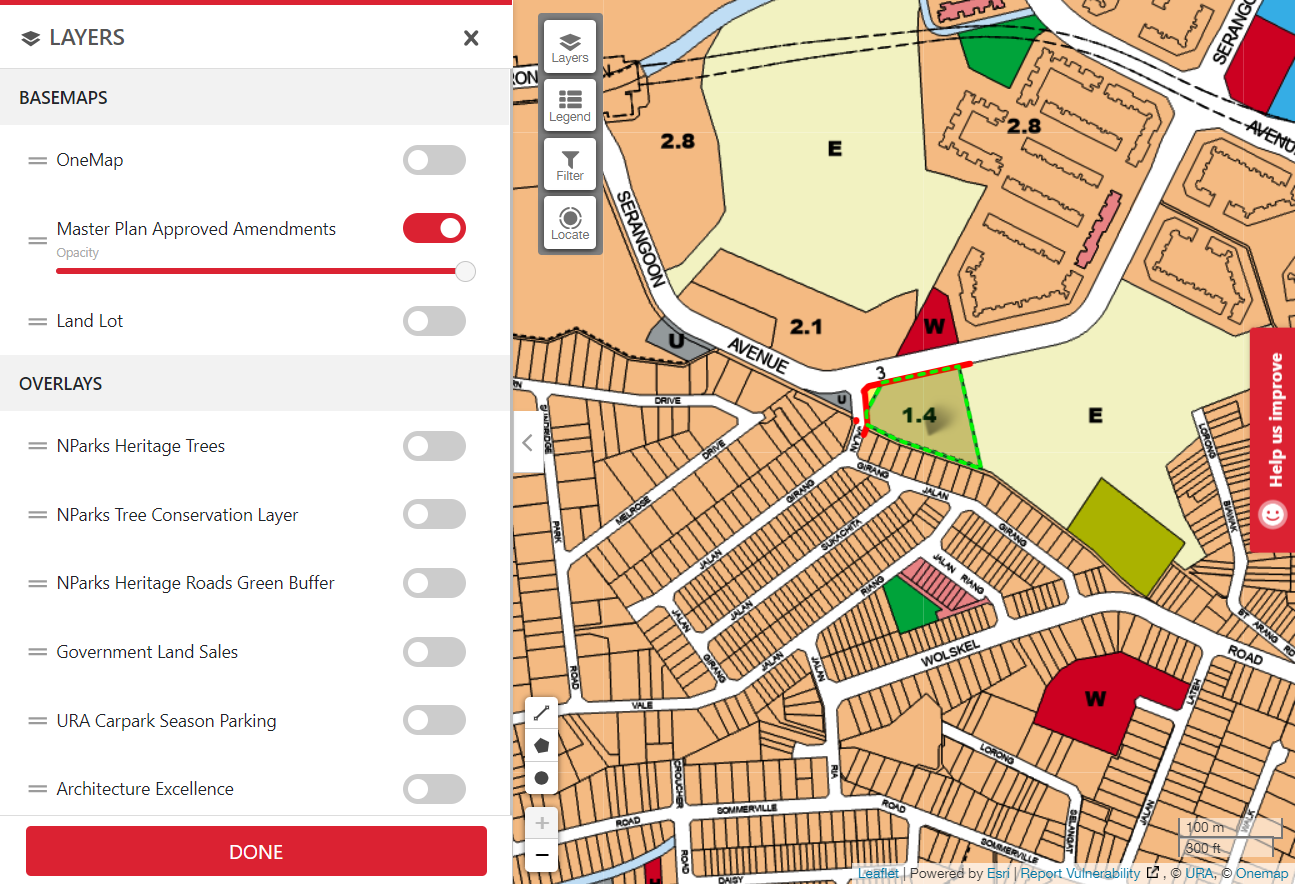 LAYERS
BASEMAPS
OneMap
Master Plan Approved Amendments
Opacity
Land Lot
OVERLAYS
NParks Heritage Trees
NParks Tree Conservation Layer
NParks Heritage Roads Green Buffer
Government Land Sales
URA Carpark Season Parking
Architecture Excellence
DONE
Layers
Legend
Filter
Locate
2.8
E
2.8
SERANGOON
AVENUE
3
2.1
W
U
U
1.4
E
DRIVE
DRIVE
MELROSE
PARK
ROAD
VALE
JALAN
GIRANG
GIRANG
JALAN
JALAN
SUKACHITA
JALAN
GIRANG
JALAN
RIANG
JALAN
GIRANG
JALAN
RIANG
JALAN
RIA
WOLSKEL
ROAD
LORONG
BIAWAK
BT ARANG
W
LATEH
JALAN
LORONG
SELANGAT
WALK
CROUCHER
ROAD
SOMMERVILLE
ROAD
ROAD
SOMMERVILLE
DAISY
Help us improve
100 m
300 ft
Leaflet | Powered by Esri | Report Vulnerability , © URA, © Onemap